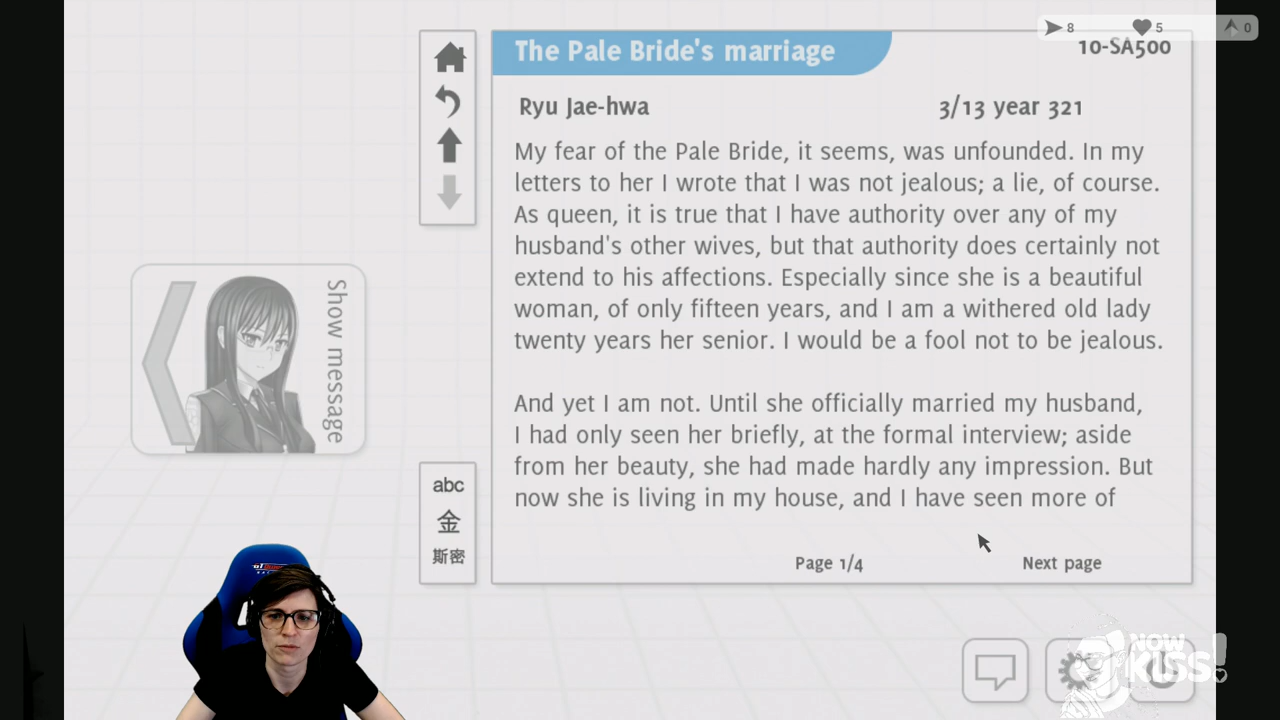 8
5
0
The Pale Bride's marriage
10-SA500
Ryu Jae-hwa
3/13 year 321
My fear of the Pale Bride, it seems, was unfounded. In my
letters to her I wrote that I was not jealous; a lie, of course.
As queen, it is true that I have authority over any of my
husband's other wives, but that authority does certainly not
extend to his affections. Especially since she is a beautiful
woman, of only fifteen years, and I am a withered old lady
twenty years her senior. I would be a fool not to be jealous.
And yet I am not. Until she officially married my husband,
I had only seen her briefly, at the formal interview; aside
from her beauty, she had made hardly any impression. But
now she is living in my house, and I have seen more of
Page 1/4
Next page
Show message
abc
金
斯密
NOW
KISS!